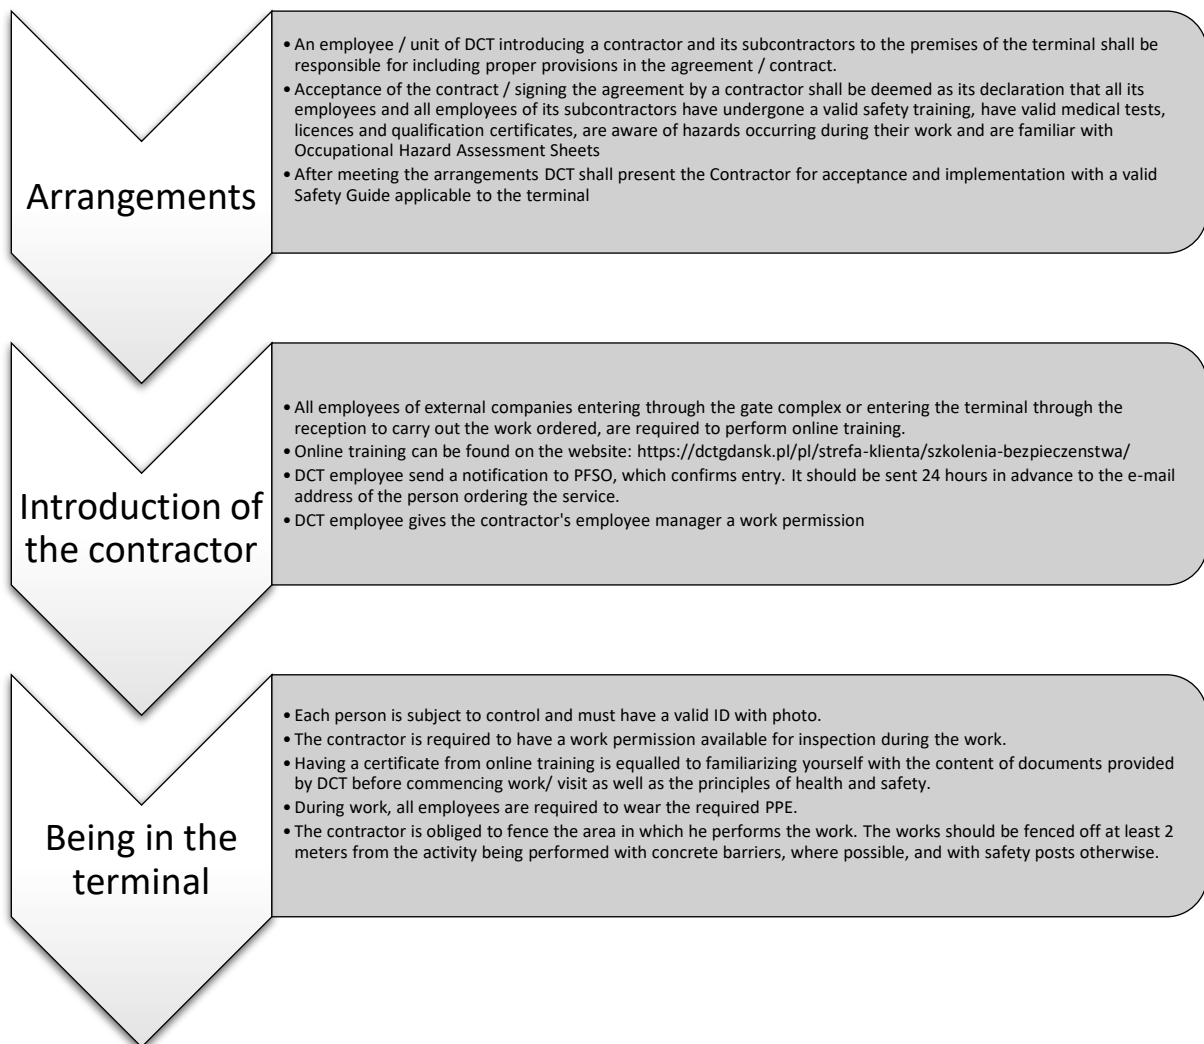 Arrangements
• An employee / unit of DCT introducing a contractor and its subcontractors to the premises of the terminal shall be
responsible for including proper provisions in the agreement / contract.
• Acceptance of the contract / signing the agreement by a contractor shall be deemed as its declaration that all its
employees and all employees of its subcontractors have undergone a valid safety training, have valid medical tests,
licences and qualification certificates, are aware of hazards occurring during their work and are familiar with
Occupational Hazard Assessment Sheets
• After meeting the arrangements DCT shall present the Contractor for acceptance and implementation with a valid
Safety Guide applicable to the terminal
Introduction of
the contractor
• All employees of external companies entering through the gate complex or entering the terminal through the
reception to carry out the work ordered, are required to perform online training.
• Online training can be found on the website: https://dctgdansk.pl/pl/strefa-klienta/szkolenia-bezpieczenstwa/
• DCT employee send a notification to PFSO, which confirms entry. It should be sent 24 hours in advance to the e-mail
address of the person ordering the service.
• DCT employee gives the contractor's employee manager a work permission
Being in the
terminal
• Each person is subject to control and must have a valid ID with photo.
• The contractor is required to have a work permission available for inspection during the work.
• Having a certificate from online training is equalled to familiarizing yourself with the content of documents provided
by DCT before commencing work/ visit as well as the principles of health and safety.
• During work, all employees are required to wear the required PPE.
• The contractor is obliged to fence the area in which he performs the work. The works should be fenced off at least 2
meters from the activity being performed with concrete barriers, where possible, and with safety posts otherwise.